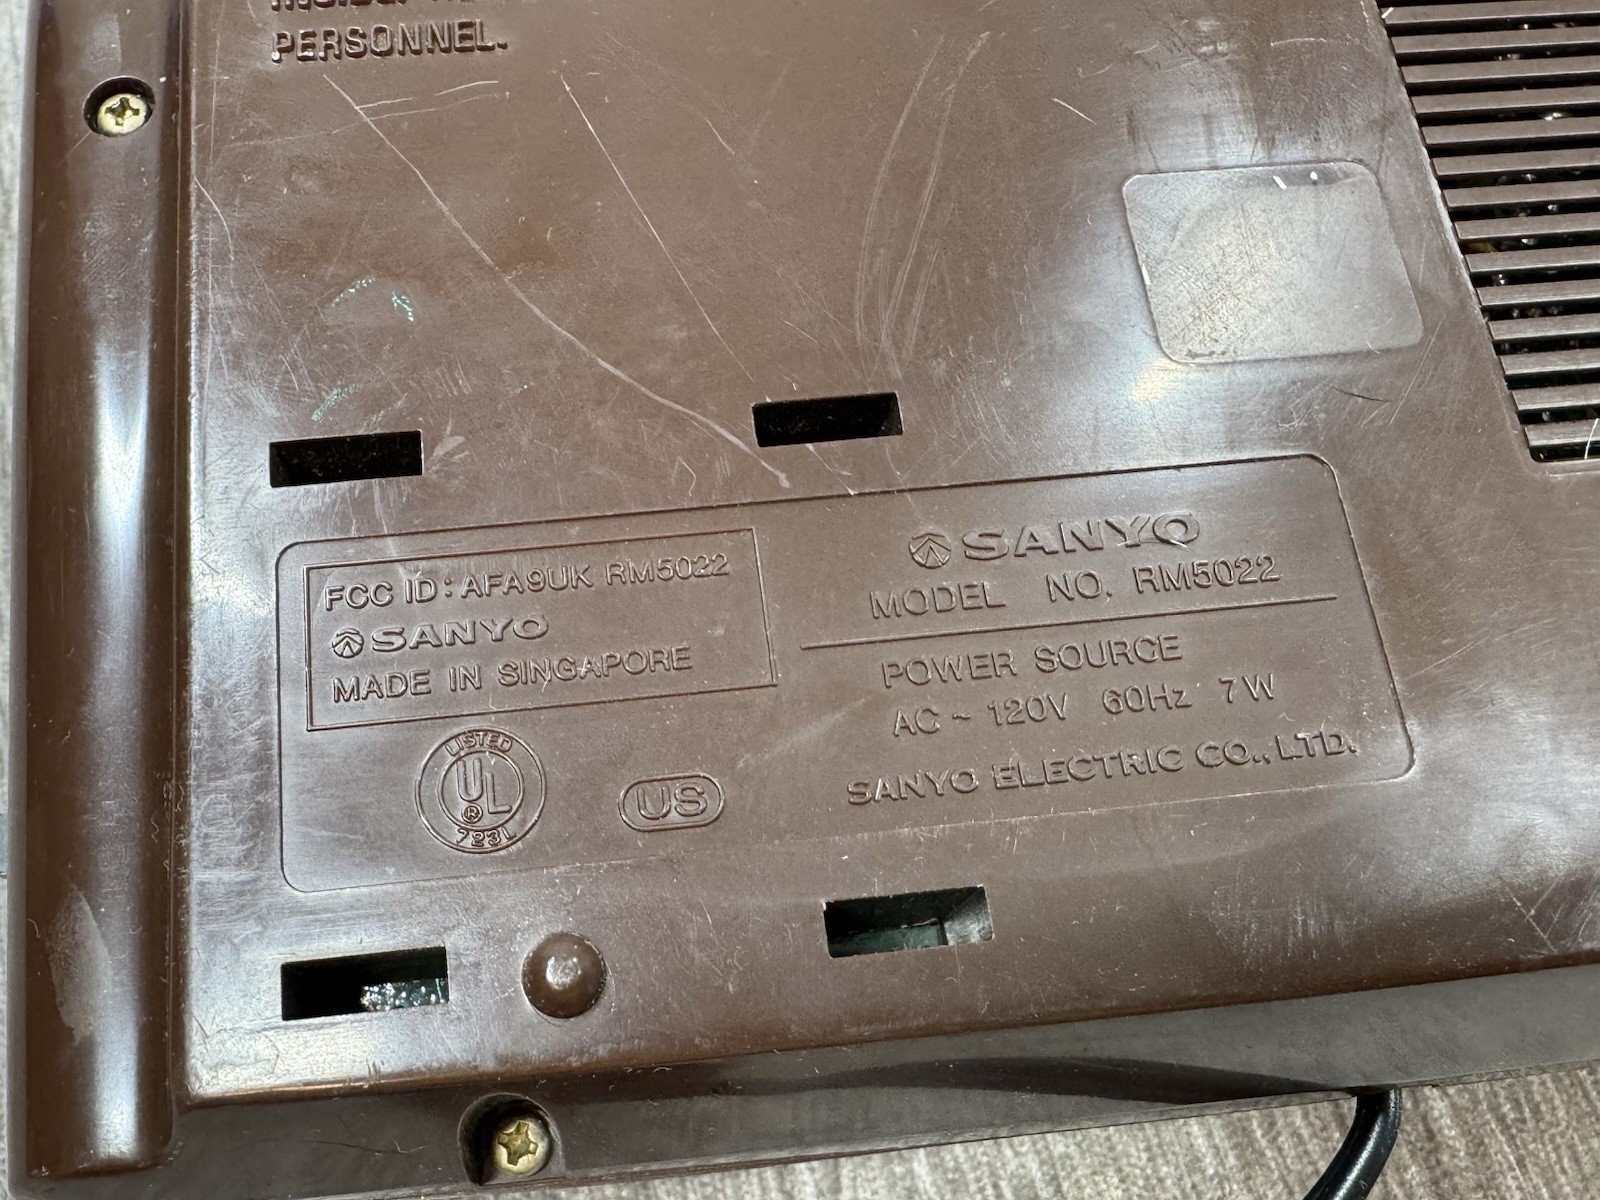 PERSONNEL.
FCC ID: AFA9UK RM5022
SANYO
MADE IN SINGAPORE
LISTED
UL
®
723L
US
SANYO
MODEL NO. RM5022
POWER SOURCE
AC ~ 120V 60Hz 7W
SANYO ELECTRIC CO., LTD.